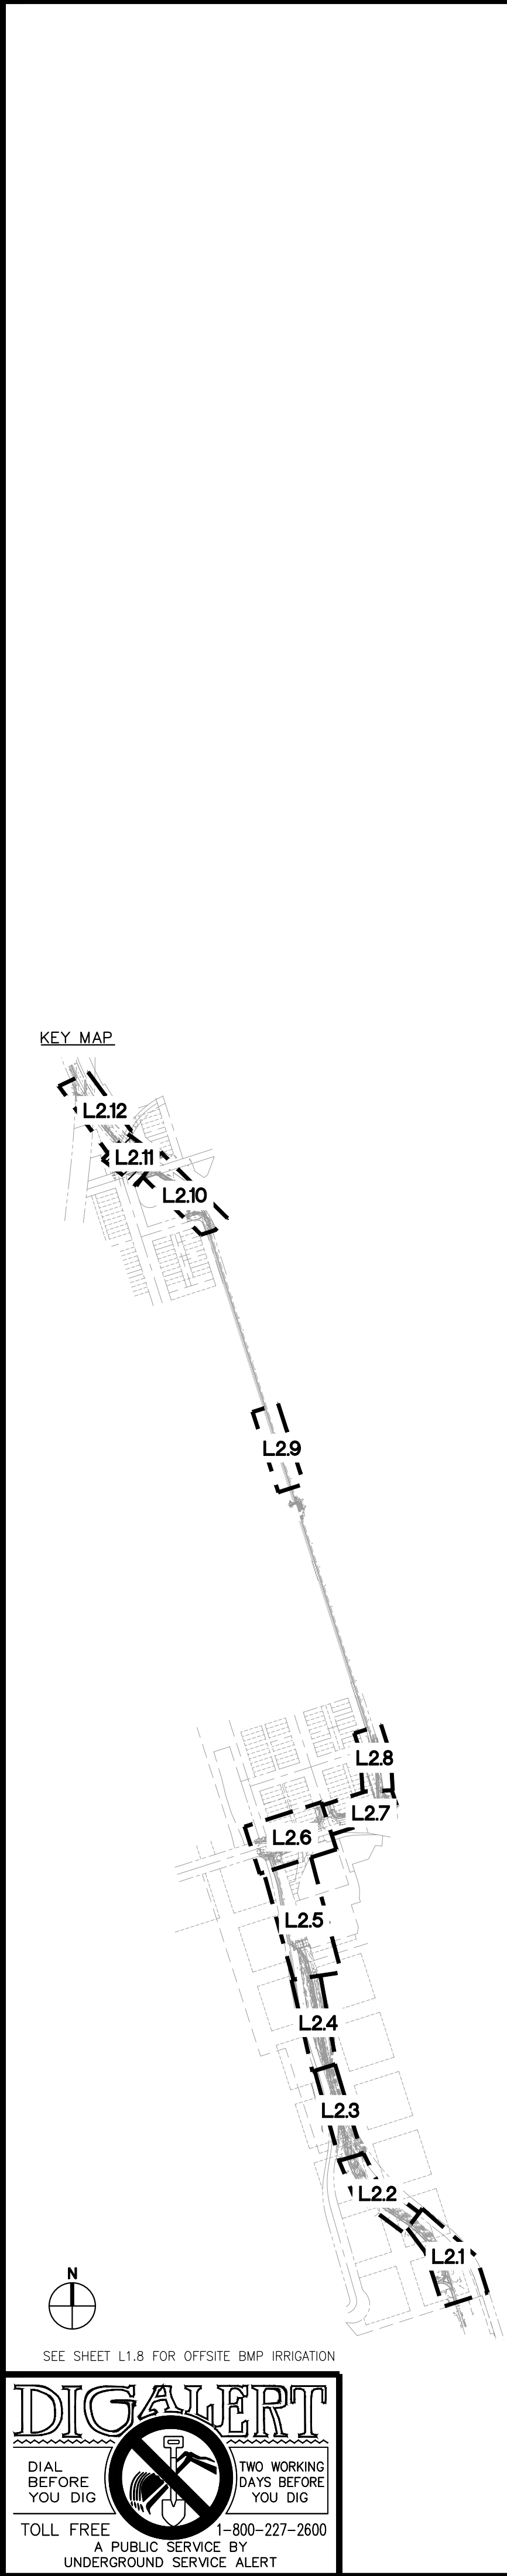 KEY MAP
L2.12
L2.11
L2.10
L2.9
L2.8
L2.7
L2.6
L2.5
L2.4
L2.3
L2.2
L2.1
N
SEE SHEET L1.8 FOR OFFSITE BMP IRRIGATION
DIGALERT
DIAL
BEFORE
YOU DIG
TWO WORKING
DAYS BEFORE
YOU DIG
TOLL FREE 1-800-227-2600
A PUBLIC SERVICE BY
UNDERGROUND SERVICE ALERT